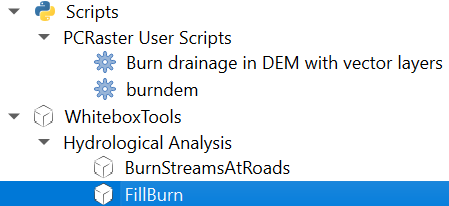 Scripts
PCRaster User Scripts
Burn drainage in DEM with vector layers
burndem
WhiteboxTools
Hydrological Analysis
BurnStreamsAtRoads
FillBurn